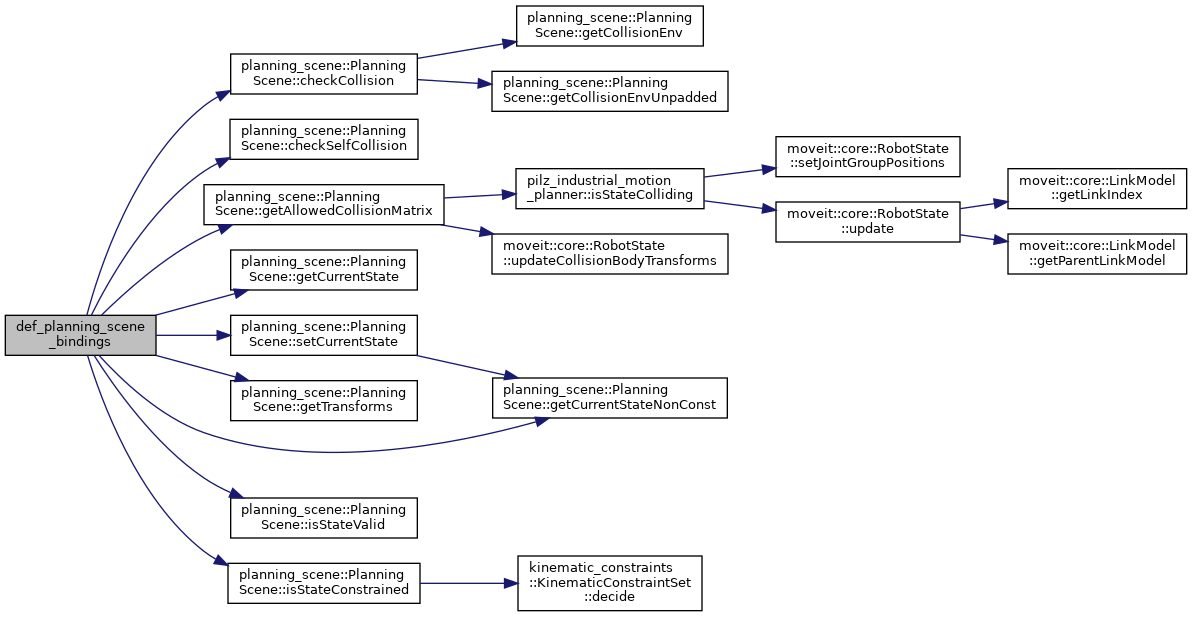 def_planning_scene
_bindings
planning_scene::Planning
Scene::checkCollision
planning_scene::Planning
Scene::getCollisionEnv
planning_scene::Planning
Scene::getCollisionEnvUnpadded
planning_scene::Planning
Scene::checkSelfCollision
planning_scene::Planning
Scene::getAllowedCollisionMatrix
pilz_industrial_motion
_planner::isStateColliding
moveit::core::RobotState
::setJointGroupPositions
moveit::core::RobotState
::update
moveit::core::LinkModel
::getLinkIndex
moveit::core::LinkModel
::getParentLinkModel
moveit::core::RobotState
::updateCollisionBodyTransforms
planning_scene::Planning
Scene::getCurrentState
planning_scene::Planning
Scene::setCurrentState
planning_scene::Planning
Scene::getCurrentStateNonConst
planning_scene::Planning
Scene::getTransforms
planning_scene::Planning
Scene::isStateValid
planning_scene::Planning
Scene::isStateConstrained
kinematic_constraints
::KinematicConstraintSet
::decide